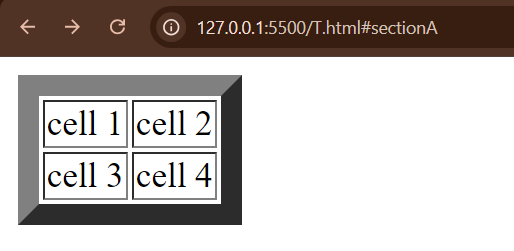 127.0.0.1:5500/T.html#sectionA
cell 1 cell 2
cell 3 cell 4